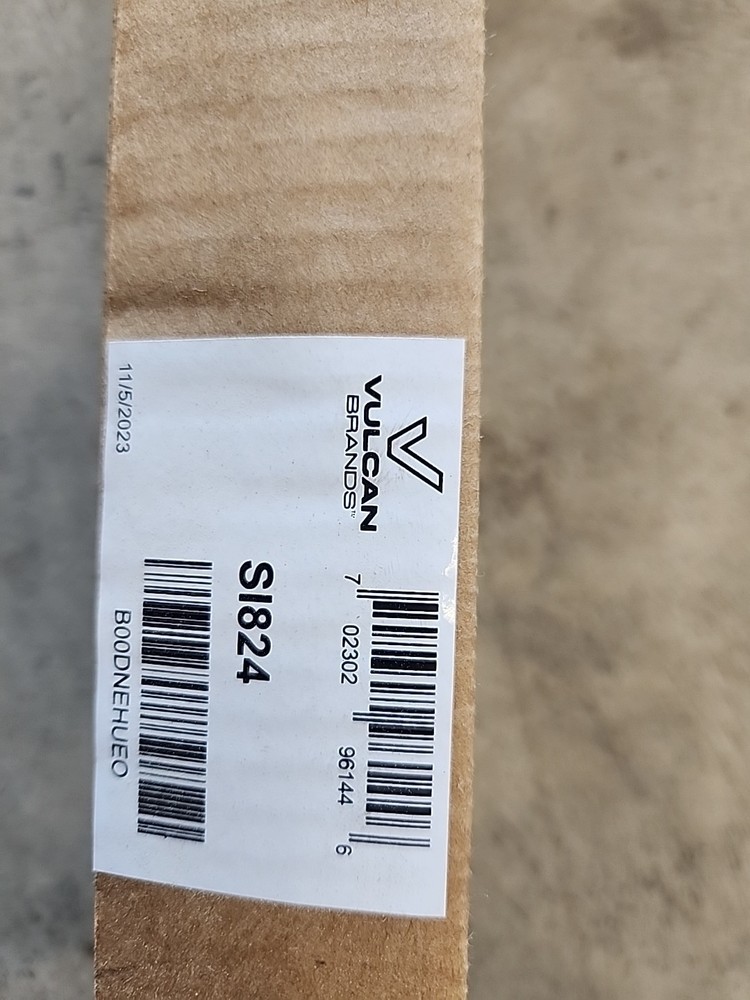 VULCAN
BRANDS™
7 02302 96144 6
SI824
B00DNEHUEO
11/5/2023